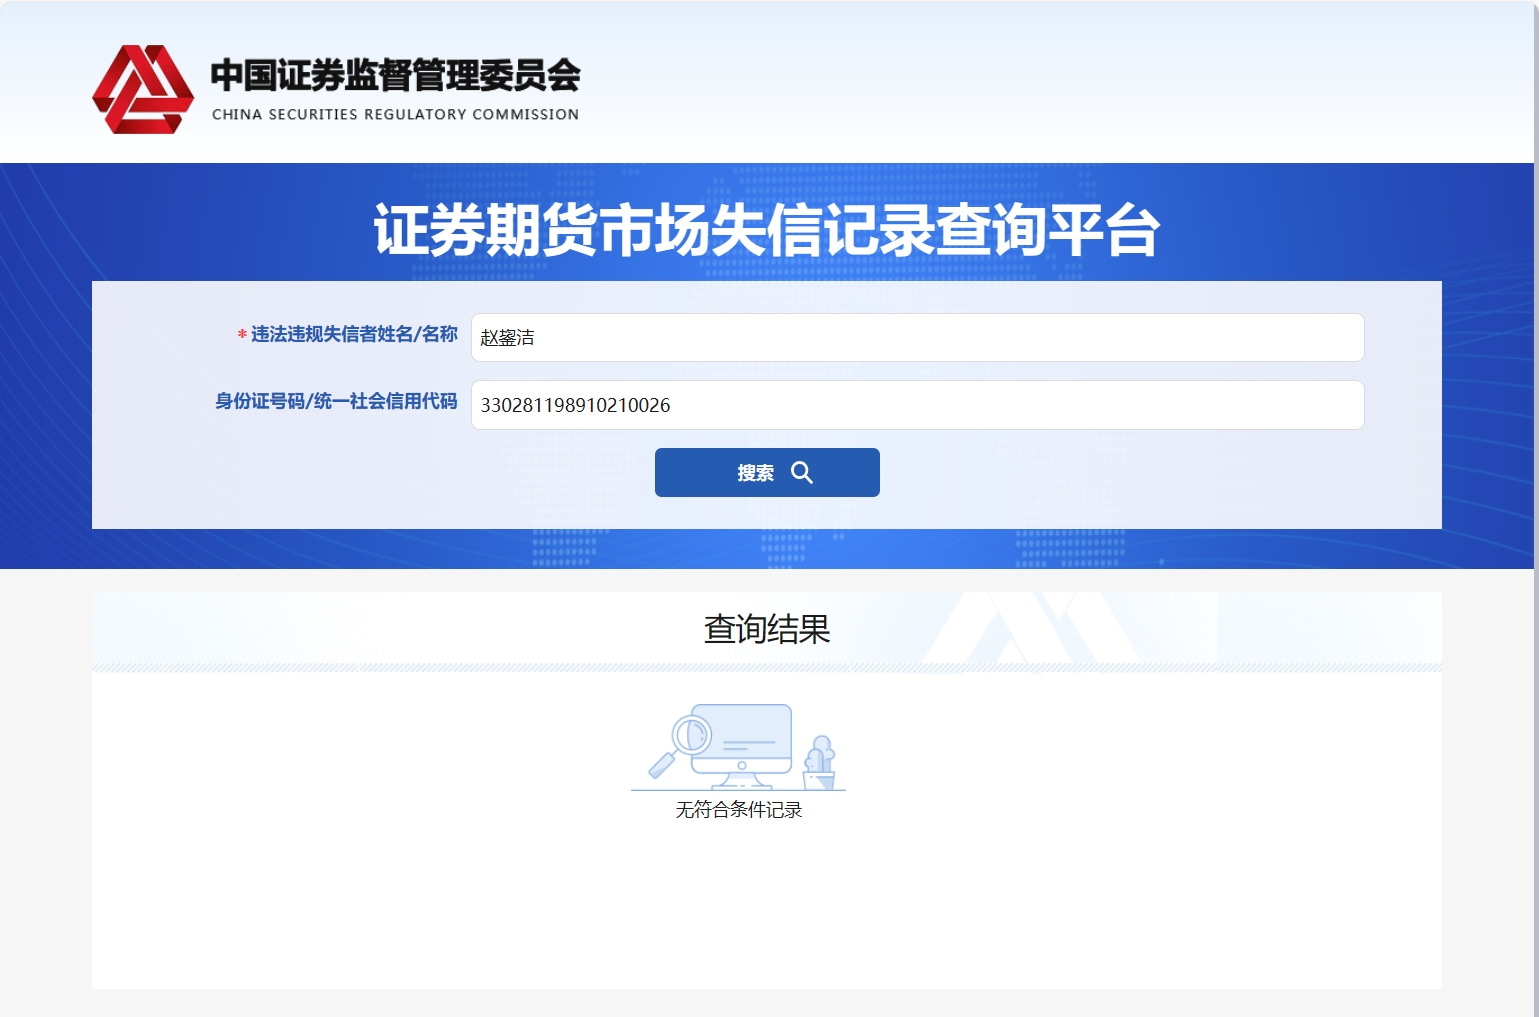 中国证券监督管理委员会
CHINA SECURITIES REGULATORY COMMISSION
证券期货市场失信记录查询平台
*违法违规失信者姓名/名称
赵鋆洁
身份证号码/统一社会信用代码
330281198910210026
搜索
查询结果
无符合条件记录